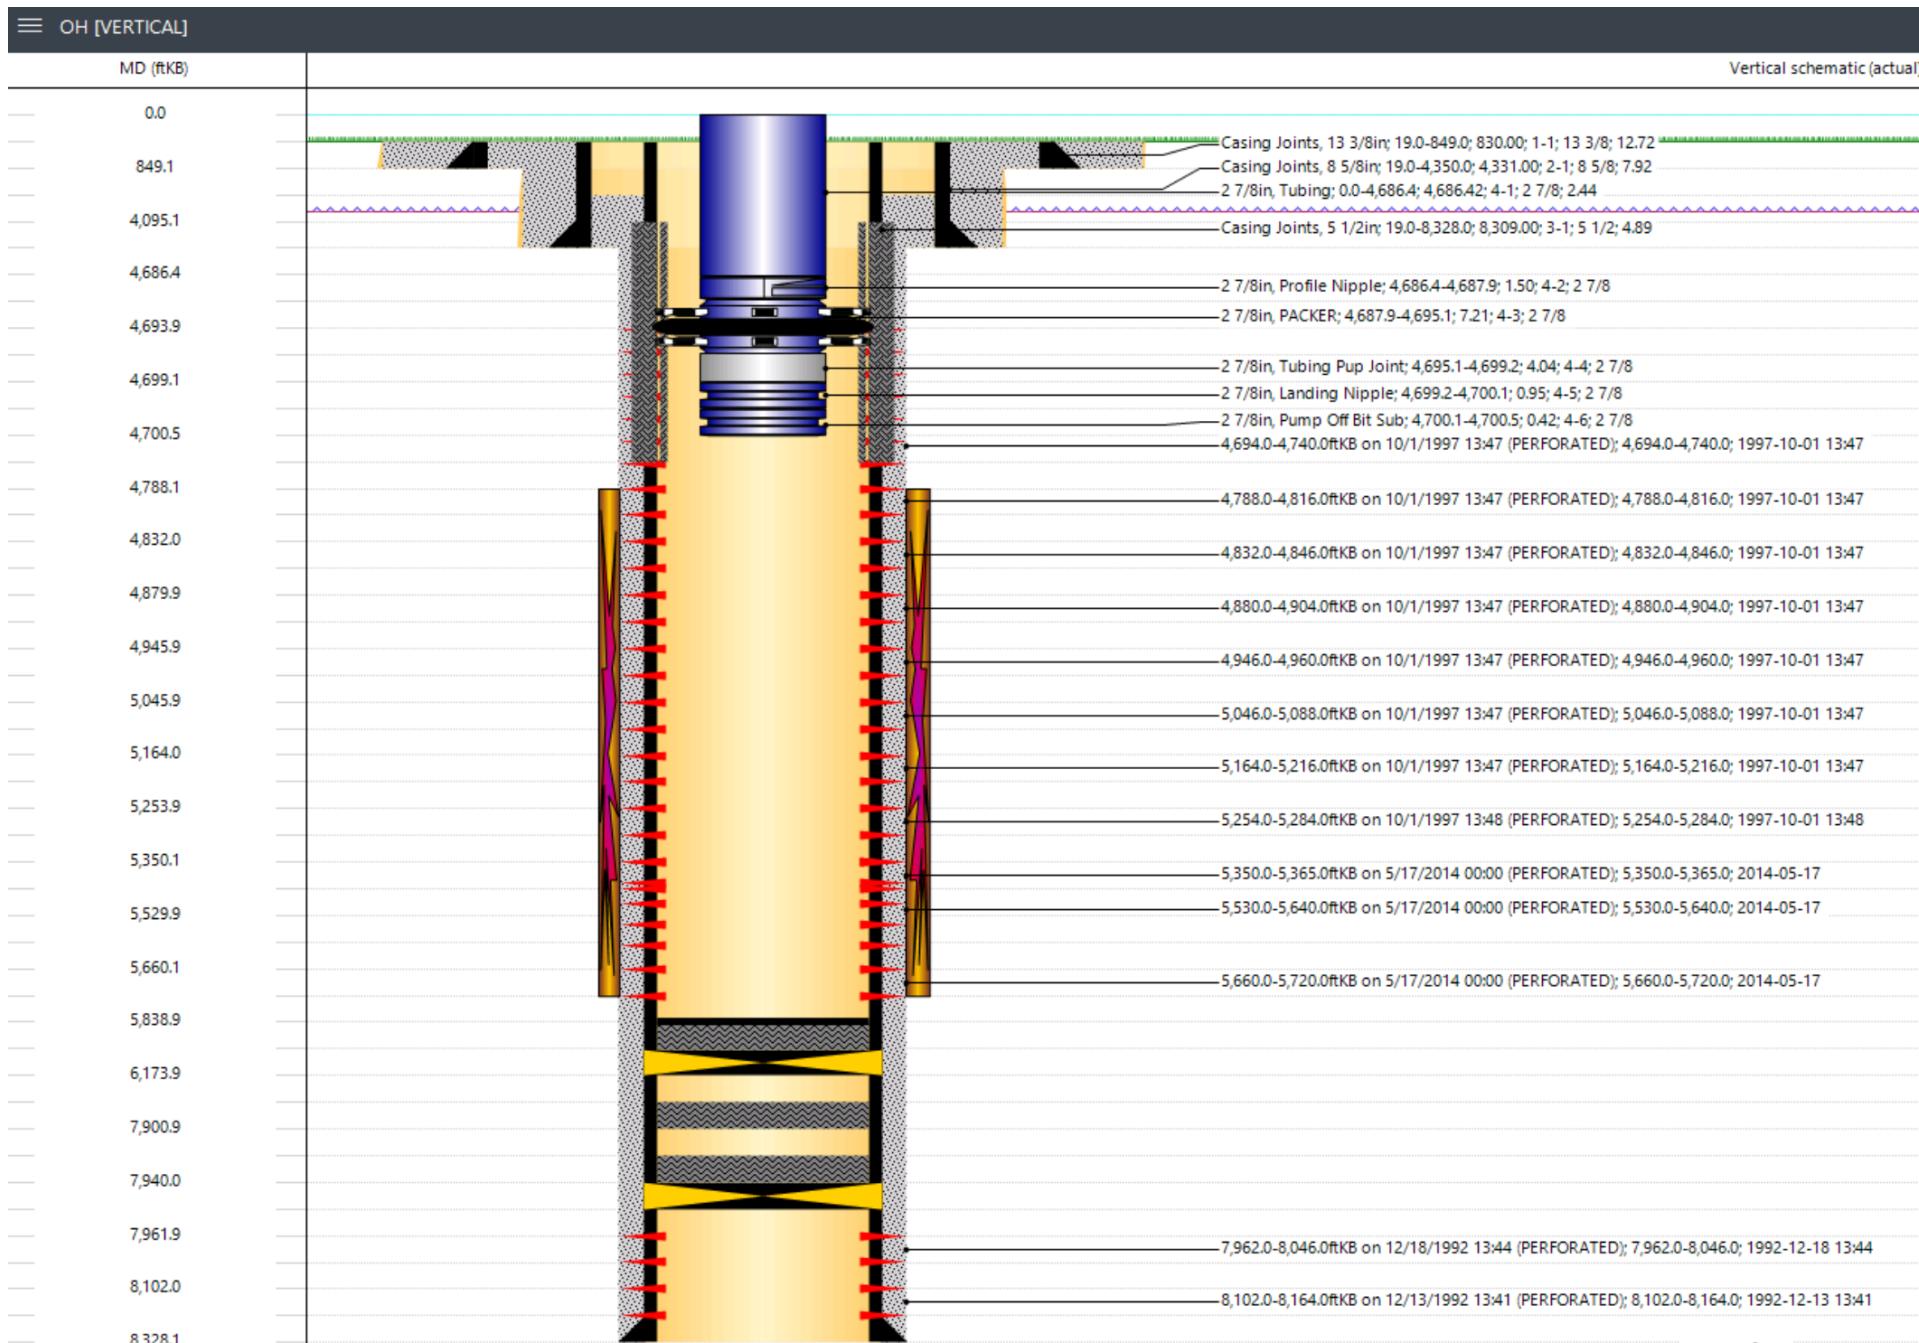 OH [VERTICAL]
MD (ftKB)
Vertical schematic (actual)
0.0
Casing Joints, 13 3/8in; 19.0-849.0; 830.00; 1-1; 13 3/8; 12.72
849.1
Casing Joints, 8 5/8in; 19.0-4,350.0; 4,331.00; 2-1; 8 5/8; 7.92
2 7/8in, Tubing; 0.0-4,686.4; 4,686.42; 4-1; 2 7/8; 2.44
4,095.1
Casing Joints, 5 1/2in; 19.0-8,328.0; 8,309.00; 3-1; 5 1/2; 4.89
4,686.4
2 7/8in, Profile Nipple; 4,686.4-4,687.9; 1.50; 4-2; 2 7/8
2 7/8in, PACKER; 4,687.9-4,695.1; 7.21; 4-3; 2 7/8
4,693.9
2 7/8in, Tubing Pup Joint; 4,695.1-4,699.2; 4.04; 4-4; 2 7/8
4,699.1
2 7/8in, Landing Nipple; 4,699.2-4,700.1; 0.95; 4-5; 2 7/8
2 7/8in, Pump Off Bit Sub; 4,700.1-4,700.5; 0.42; 4-6; 2 7/8
4,700.5
4,694.0-4,740.0ftKB on 10/1/1997 13:47 (PERFORATED); 4,694.0-4,740.0; 1997-10-01 13:47
4,788.1
4,788.0-4,816.0ftKB on 10/1/1997 13:47 (PERFORATED); 4,788.0-4,816.0; 1997-10-01 13:47
4,832.0
4,832.0-4,846.0ftKB on 10/1/1997 13:47 (PERFORATED); 4,832.0-4,846.0; 1997-10-01 13:47
4,879.9
4,880.0-4,904.0ftKB on 10/1/1997 13:47 (PERFORATED); 4,880.0-4,904.0; 1997-10-01 13:47
4,945.9
4,946.0-4,960.0ftKB on 10/1/1997 13:47 (PERFORATED); 4,946.0-4,960.0; 1997-10-01 13:47
5,045.9
5,046.0-5,088.0ftKB on 10/1/1997 13:47 (PERFORATED); 5,046.0-5,088.0; 1997-10-01 13:47
5,164.0
5,164.0-5,216.0ftKB on 10/1/1997 13:47 (PERFORATED); 5,164.0-5,216.0; 1997-10-01 13:47
5,253.9
5,254.0-5,284.0ftKB on 10/1/1997 13:48 (PERFORATED); 5,254.0-5,284.0; 1997-10-01 13:48
5,350.1
5,350.0-5,365.0ftKB on 5/17/2014 00:00 (PERFORATED); 5,350.0-5,365.0; 2014-05-17
5,529.9
5,530.0-5,640.0ftKB on 5/17/2014 00:00 (PERFORATED); 5,530.0-5,640.0; 2014-05-17
5,660.1
5,660.0-5,720.0ftKB on 5/17/2014 00:00 (PERFORATED); 5,660.0-5,720.0; 2014-05-17
5,838.9
6,173.9
7,900.9
7,940.0
7,961.9
7,962.0-8,046.0ftKB on 12/18/1992 13:44 (PERFORATED); 7,962.0-8,046.0; 1992-12-18 13:44
8,102.0
8,102.0-8,164.0ftKB on 12/13/1992 13:41 (PERFORATED); 8,102.0-8,164.0; 1992-12-13 13:41
8,328.1